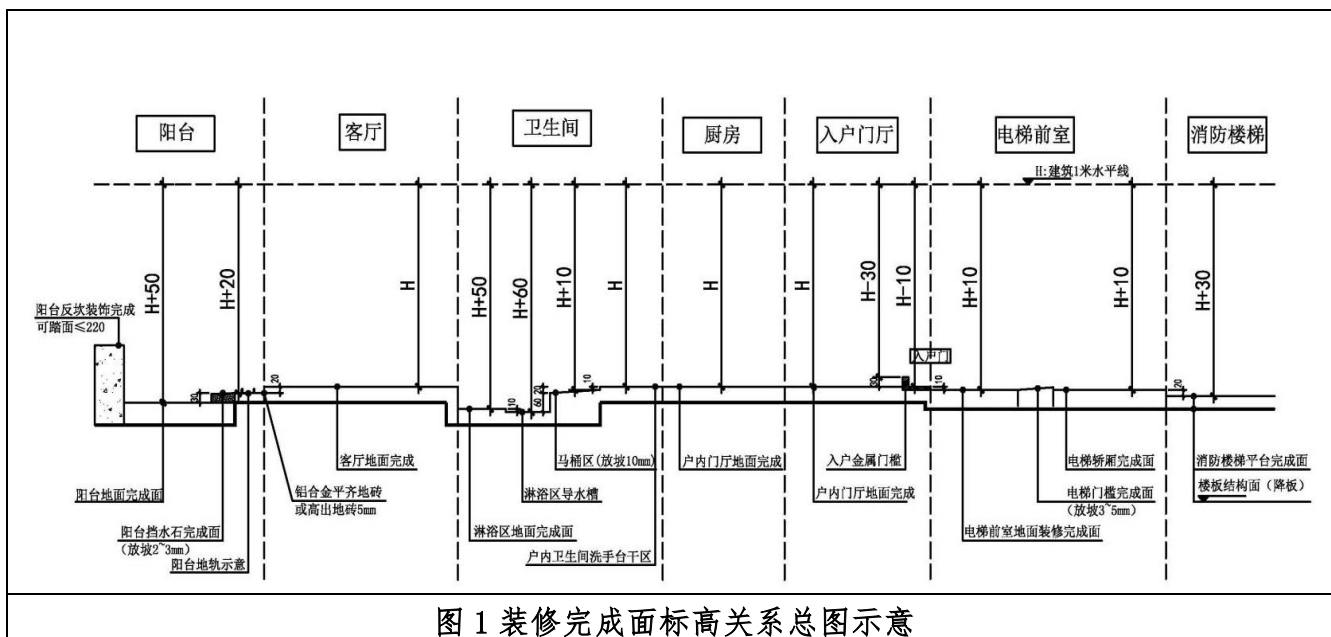 阳台
客厅
卫生间
厨房
入户门厅
电梯前室
消防楼梯
H:建筑1米水平线
H+50
H+20
H
H+50
H+60
H+10
H
H
H
H-30
H-10
H+10
H+10
H+30
阳台反坎装饰完成
可踏面≤220
入户门
30
20
10
20
60
10
30
10
20
客厅地面完成
马桶区(放坡10mm)
户内门厅地面完成
入户金属门槛
电梯轿厢完成面
消防楼梯平台完成面
阳台地面完成面
铝合金平齐地砖
或高出地砖5mm
淋浴区导水槽
户内门厅地面完成
电梯门槛完成面
(放坡3~5mm)
楼板结构面（降板）
阳台挡水石完成面
(放坡2~3mm)
淋浴区地面完成面
电梯前室地面装修完成面
阳台地轨示意
户内卫生间洗手台干区
图1装修完成面标高关系总图示意